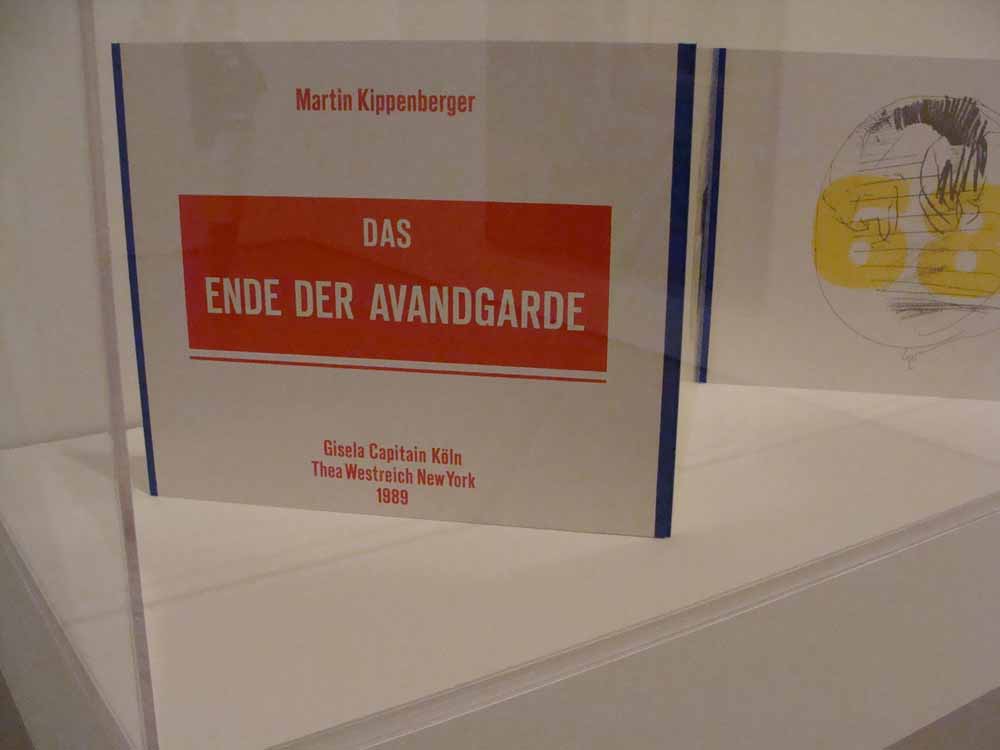 Martin Kippenberger
DAS
ENDE DER AVANDGARDE
Gisela Capitain Köln
Thea Westreich New York
1989